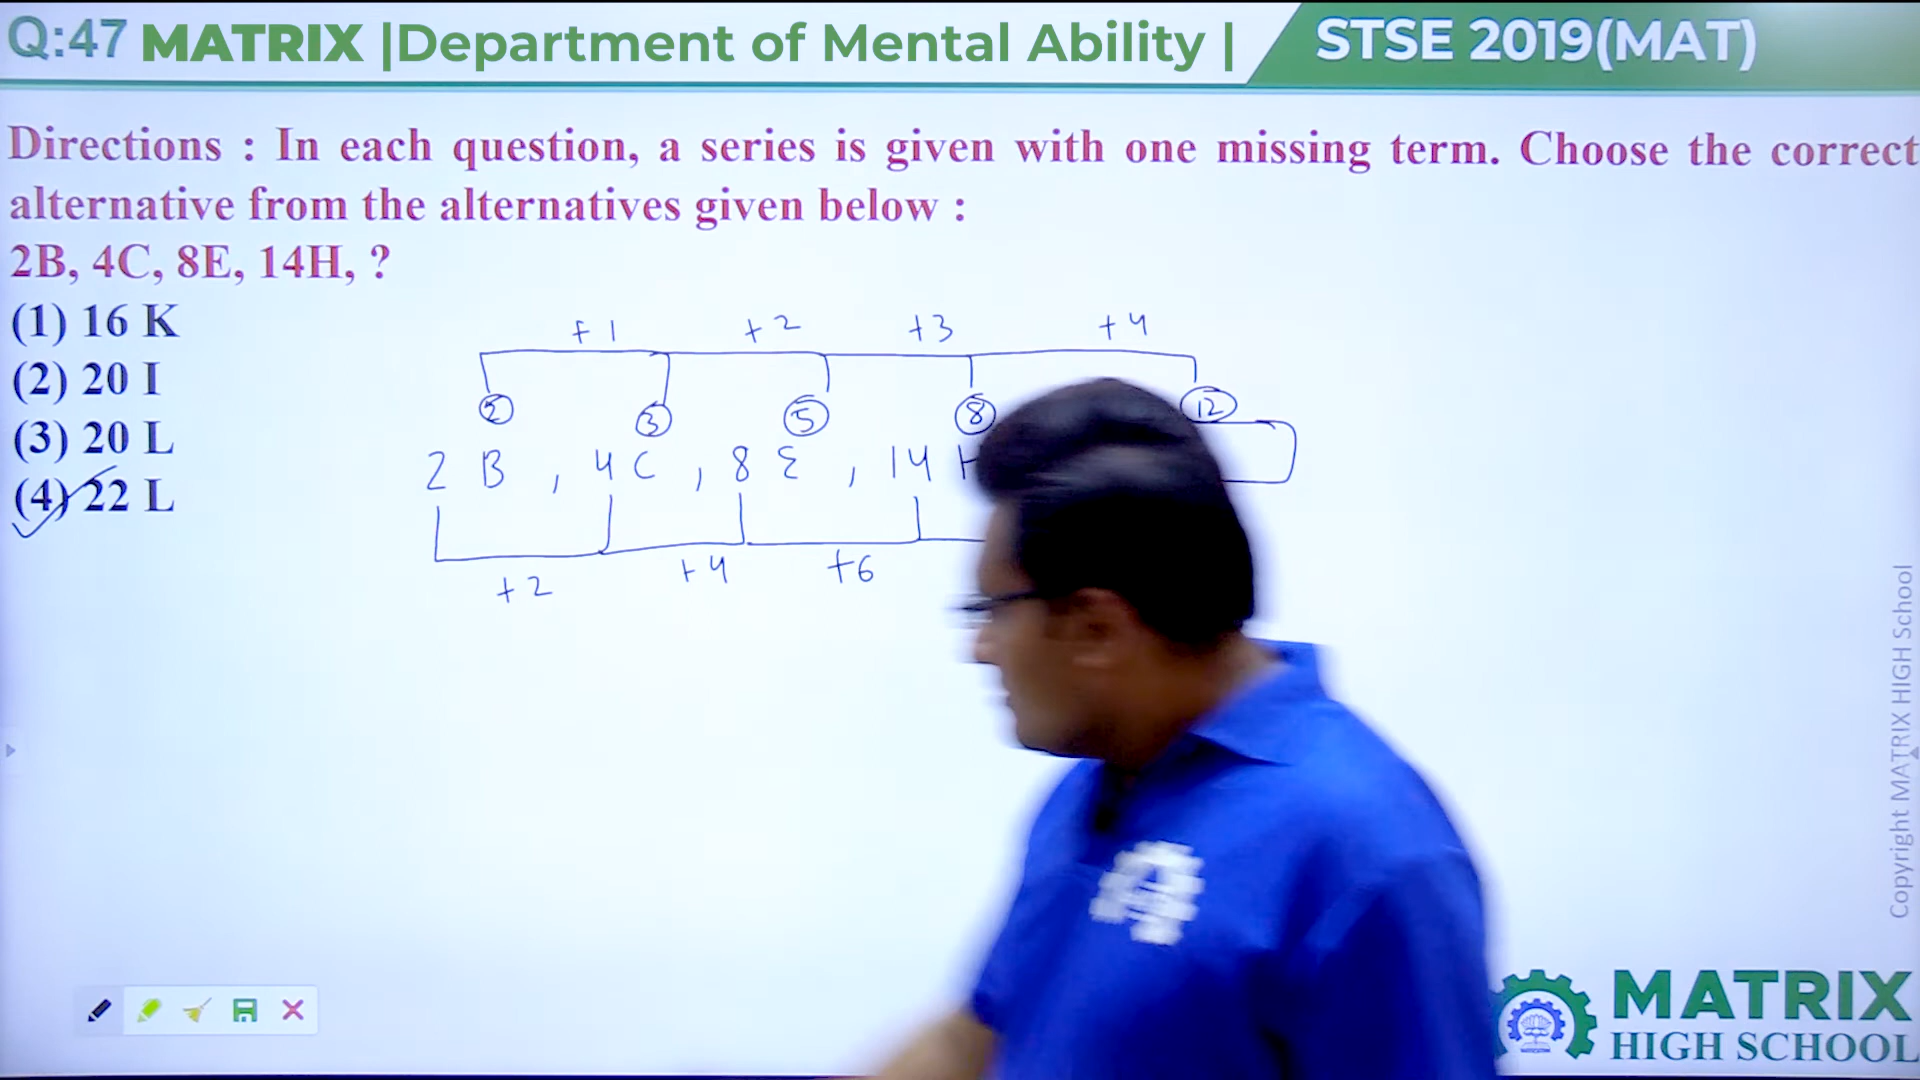 Q:47 MATRIX |Department of Mental Ability | STSE 2019(MAT)
Directions : In each question, a series is given with one missing term. Choose the correct
alternative from the alternatives given below :
2B, 4C, 8E, 14H, ?
(1) 16 K
(2) 20 I
(3) 20 L
(4) 22 L
+1 +2 +3 +4
2 3 5 8 12
2 B , 4 C , 8 E , 14 H
+2 +4 +6
Copyright MATRIX HIGH School
MATRIX
HIGH SCHOOL